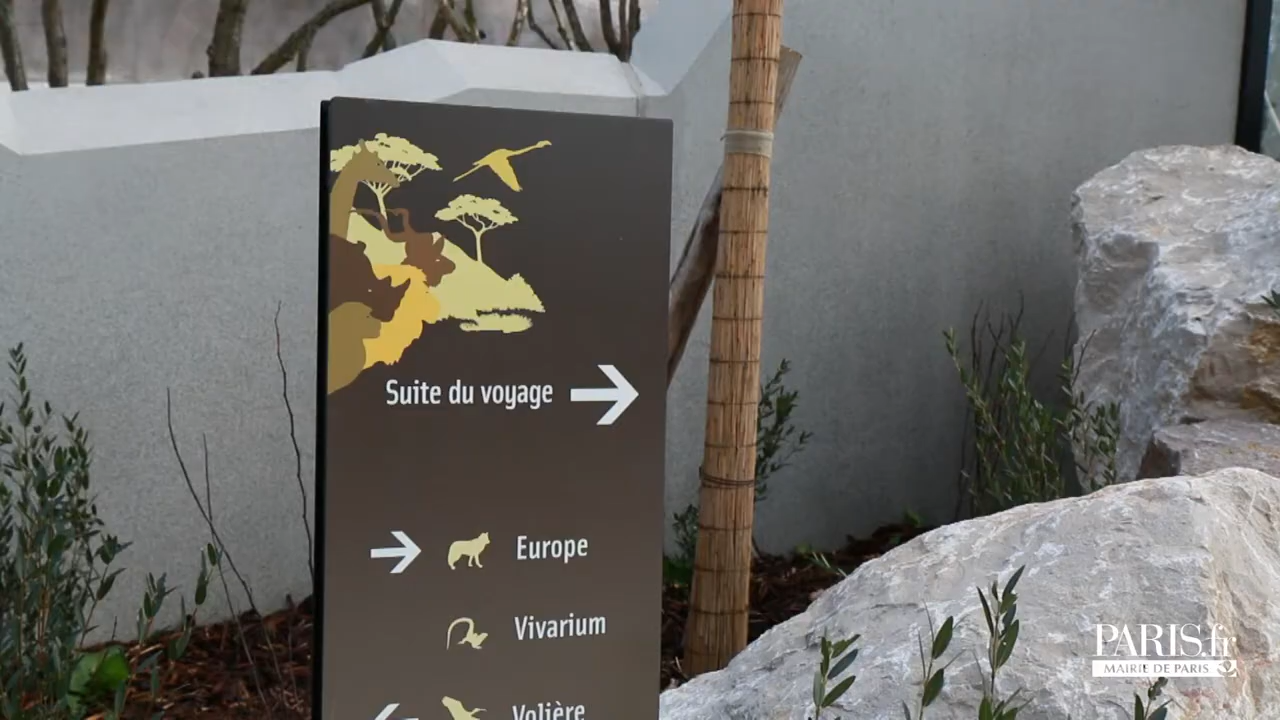 Suite du voyage
Europe
Vivarium
Volière
PARIS.fr
MAIRIE DE PARIS